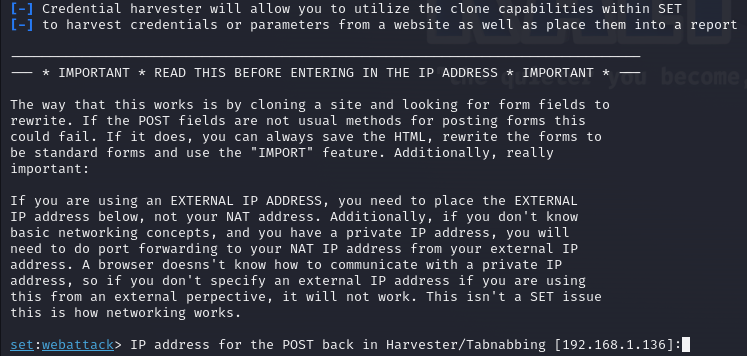 [-] Credential harvester will allow you to utilize the clone capabilities within SET
[-] to harvest credentials or parameters from a website as well as place them into a report
--- * IMPORTANT * READ THIS BEFORE ENTERING IN THE IP ADDRESS * IMPORTANT * ---
The way that this works is by cloning a site and looking for form fields to
rewrite. If the POST fields are not usual methods for posting forms this
could fail. If it does, you can always save the HTML, rewrite the forms to
be standard forms and use the "IMPORT" feature. Additionally, really
important:
If you are using an EXTERNAL IP ADDRESS, you need to place the EXTERNAL
IP address below, not your NAT address. Additionally, if you don't know
basic networking concepts, and you have a private IP address, you will
need to do port forwarding to your NAT IP address from your external IP
address. A browser doesns't know how to communicate with a private IP
address, so if you don't specify an external IP address if you are using
this from an external perpective, it will not work. This isn't a SET issue
this is how networking works.
set:webattack> IP address for the POST back in Harvester/Tabnabbing [192.168.1.136]:
you become,